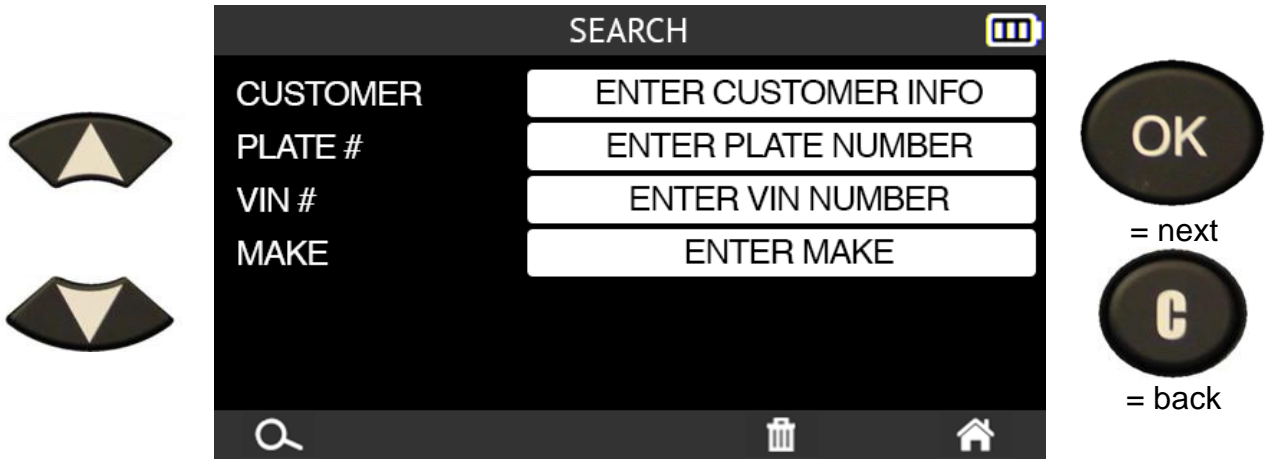 SEARCH
CUSTOMER ENTER CUSTOMER INFO
PLATE # ENTER PLATE NUMBER
VIN # ENTER VIN NUMBER
MAKE ENTER MAKE
OK
= next
C
= back